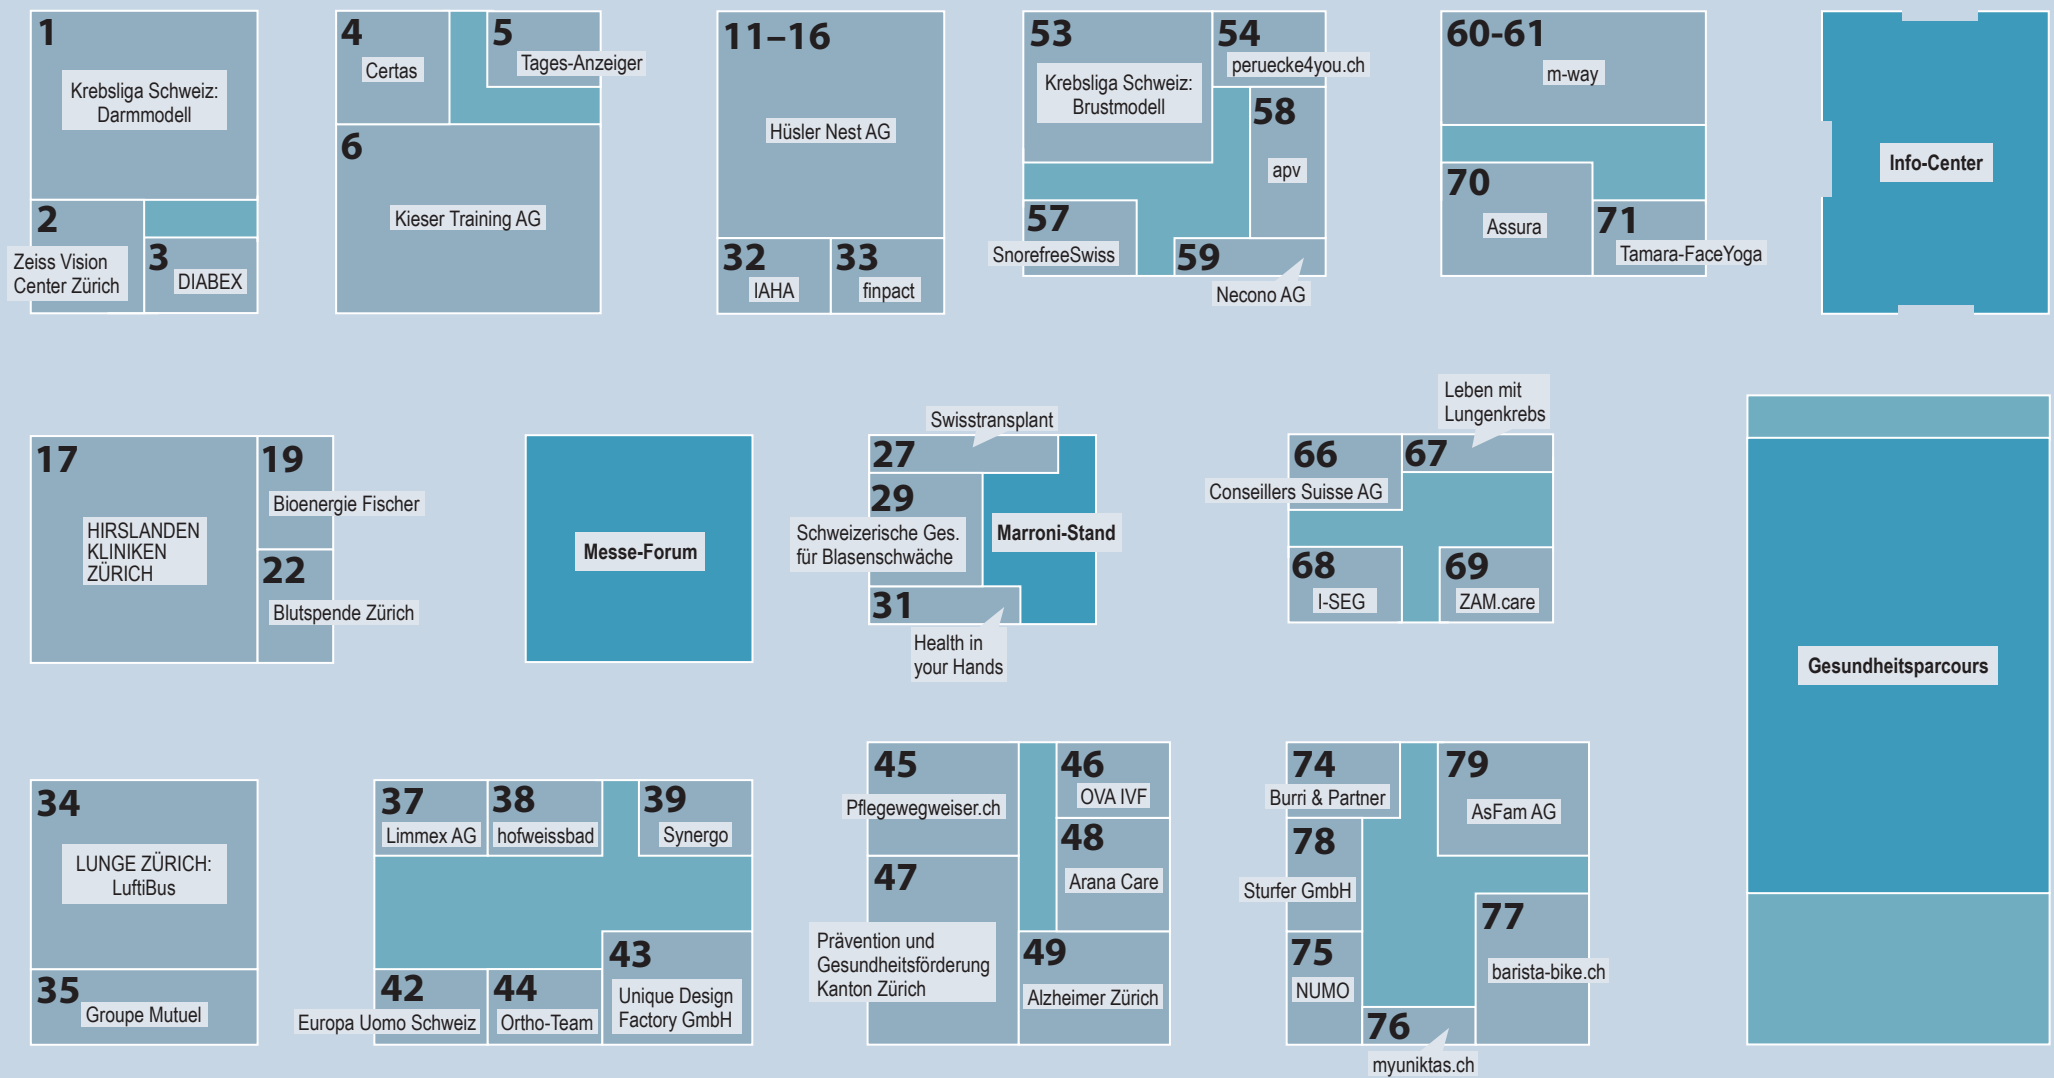 1
Krebsliga Schweiz:
Darmmodell
2
Zeiss Vision
Center Zürich
3
DIABEX
4
Certas
5
Tages-Anzeiger
6
Kieser Training AG
11–16
Hüsler Nest AG
32
IAHA
33
finpact
53
Krebsliga Schweiz:
Brustmodell
54
peruecke4you.ch
58
apv
57
SnorefreeSwiss
59
Necono AG
60-61
m-way
70
Assura
71
Tamara-FaceYoga
Info-Center
17
HIRSLANDEN
KLINIKEN
ZÜRICH
19
Bioenergie Fischer
22
Blutspende Zürich
Messe-Forum
Swisstransplant
27
29
Schweizerische Ges.
für Blasenschwäche
Marroni-Stand
31
Health in
your Hands
Leben mit
Lungenkrebs
66
Conseillers Suisse AG
67
68
I-SEG
69
ZAM.care
Gesundheitsparcours
34
LUNGE ZÜRICH:
LuftiBus
35
Groupe Mutuel
37
Limmex AG
38
hofweissbad
39
Synergo
42
Europa Uomo Schweiz
44
Ortho-Team
43
Unique Design
Factory GmbH
45
Pflegewegweiser.ch
46
OVA IVF
48
Arana Care
47
Prävention und
Gesundheitsförderung
Kanton Zürich
49
Alzheimer Zürich
74
Burri & Partner
79
AsFam AG
78
Sturfer GmbH
77
barista-bike.ch
75
NUMO
76
myuniktas.ch